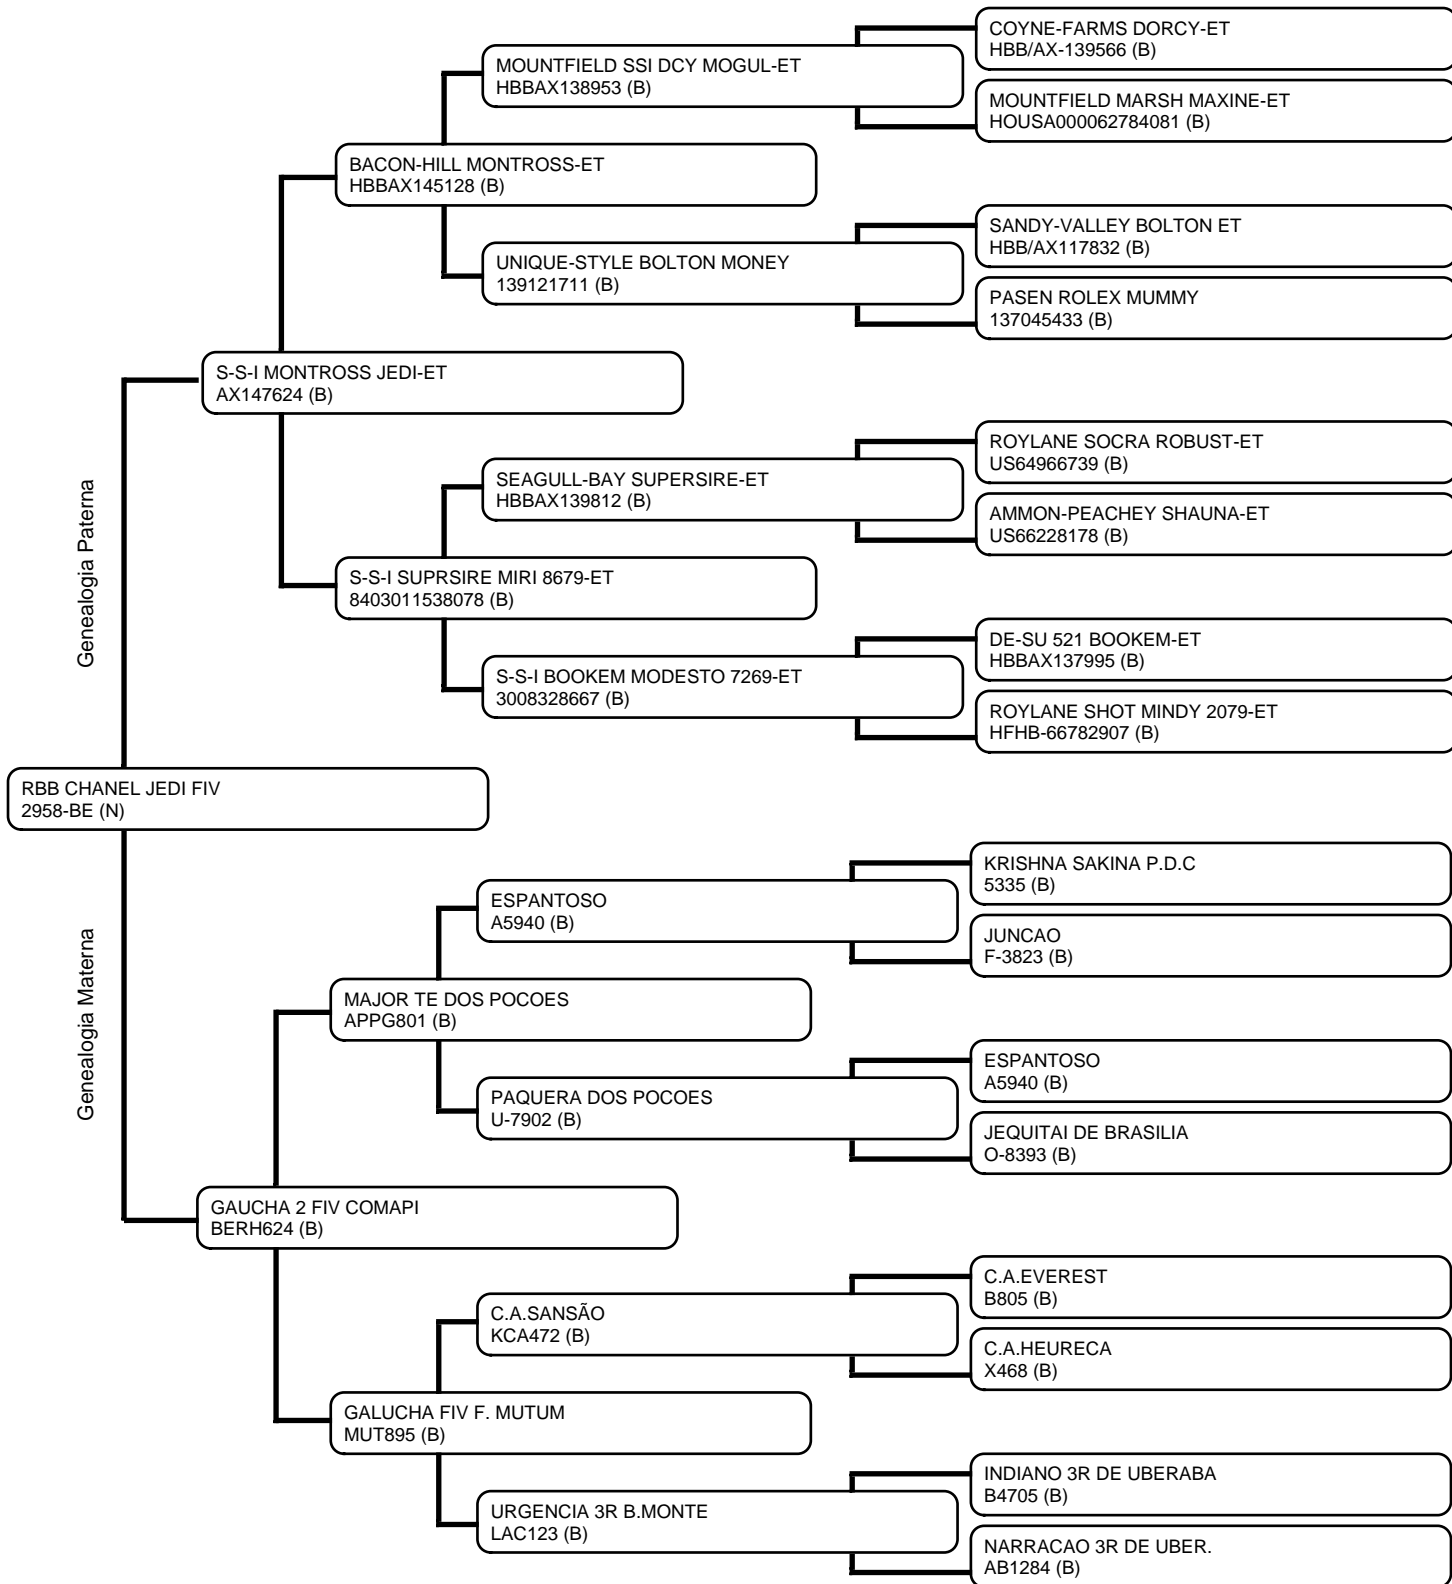 COYNE-FARMS DORCY-ET
HBB/AX-139566 (B)
MOUNTFIELD SSI DCY MOGUL-ET
HBBAX138953 (B)
MOUNTFIELD MARSH MAXINE-ET
HOUSA000062784081 (B)
BACON-HILL MONTROSS-ET
HBBAX145128 (B)
SANDY-VALLEY BOLTON ET
HBB/AX117832 (B)
UNIQUE-STYLE BOLTON MONEY
139121711 (B)
PASEN ROLEX MUMMY
137045433 (B)
S-S-I MONTROSS JEDI-ET
AX147624 (B)
ROYLANE SOCRA ROBUST-ET
US64966739 (B)
SEAGULL-BAY SUPERSIRE-ET
HBBAX139812 (B)
AMMON-PEACHEY SHAUNA-ET
US66228178 (B)
Genealogia Paterna
S-S-I SUPRSIRE MIRI 8679-ET
8403011538078 (B)
DE-SU 521 BOOKEM-ET
HBBAX137995 (B)
S-S-I BOOKEM MODESTO 7269-ET
3008328667 (B)
ROYLANE SHOT MINDY 2079-ET
HFHB-66782907 (B)
RBB CHANEL JEDI FIV
2958-BE (N)
KRISHNA SAKINA P.D.C
5335 (B)
ESPANTOSO
A5940 (B)
JUNCAO
F-3823 (B)
Genealogia Materna
MAJOR TE DOS POCOES
APPG801 (B)
ESPANTOSO
A5940 (B)
PAQUERA DOS POCOES
U-7902 (B)
JEQUITAI DE BRASILIA
O-8393 (B)
GAUCHA 2 FIV COMAPI
BERH624 (B)
C.A.EVEREST
B805 (B)
C.A.SANSÃO
KCA472 (B)
C.A.HEURECA
X468 (B)
GALUCHA FIV F. MUTUM
MUT895 (B)
INDIANO 3R DE UBERABA
B4705 (B)
URGENCIA 3R B.MONTE
LAC123 (B)
NARRACAO 3R DE UBER.
AB1284 (B)